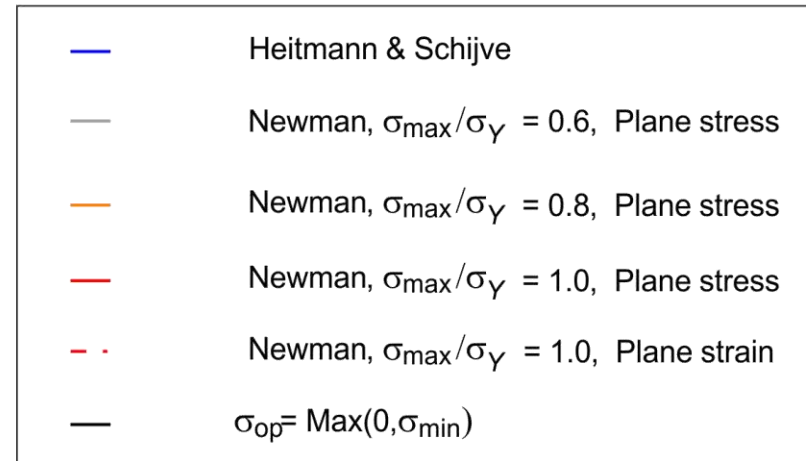 Heitmann & Schijve
Newman, σmax/σY = 0.6, Plane stress
Newman, σmax/σY = 0.8, Plane stress
Newman, σmax/σY = 1.0, Plane stress
Newman, σmax/σY = 1.0, Plane strain
σop= Max(0,σmin)